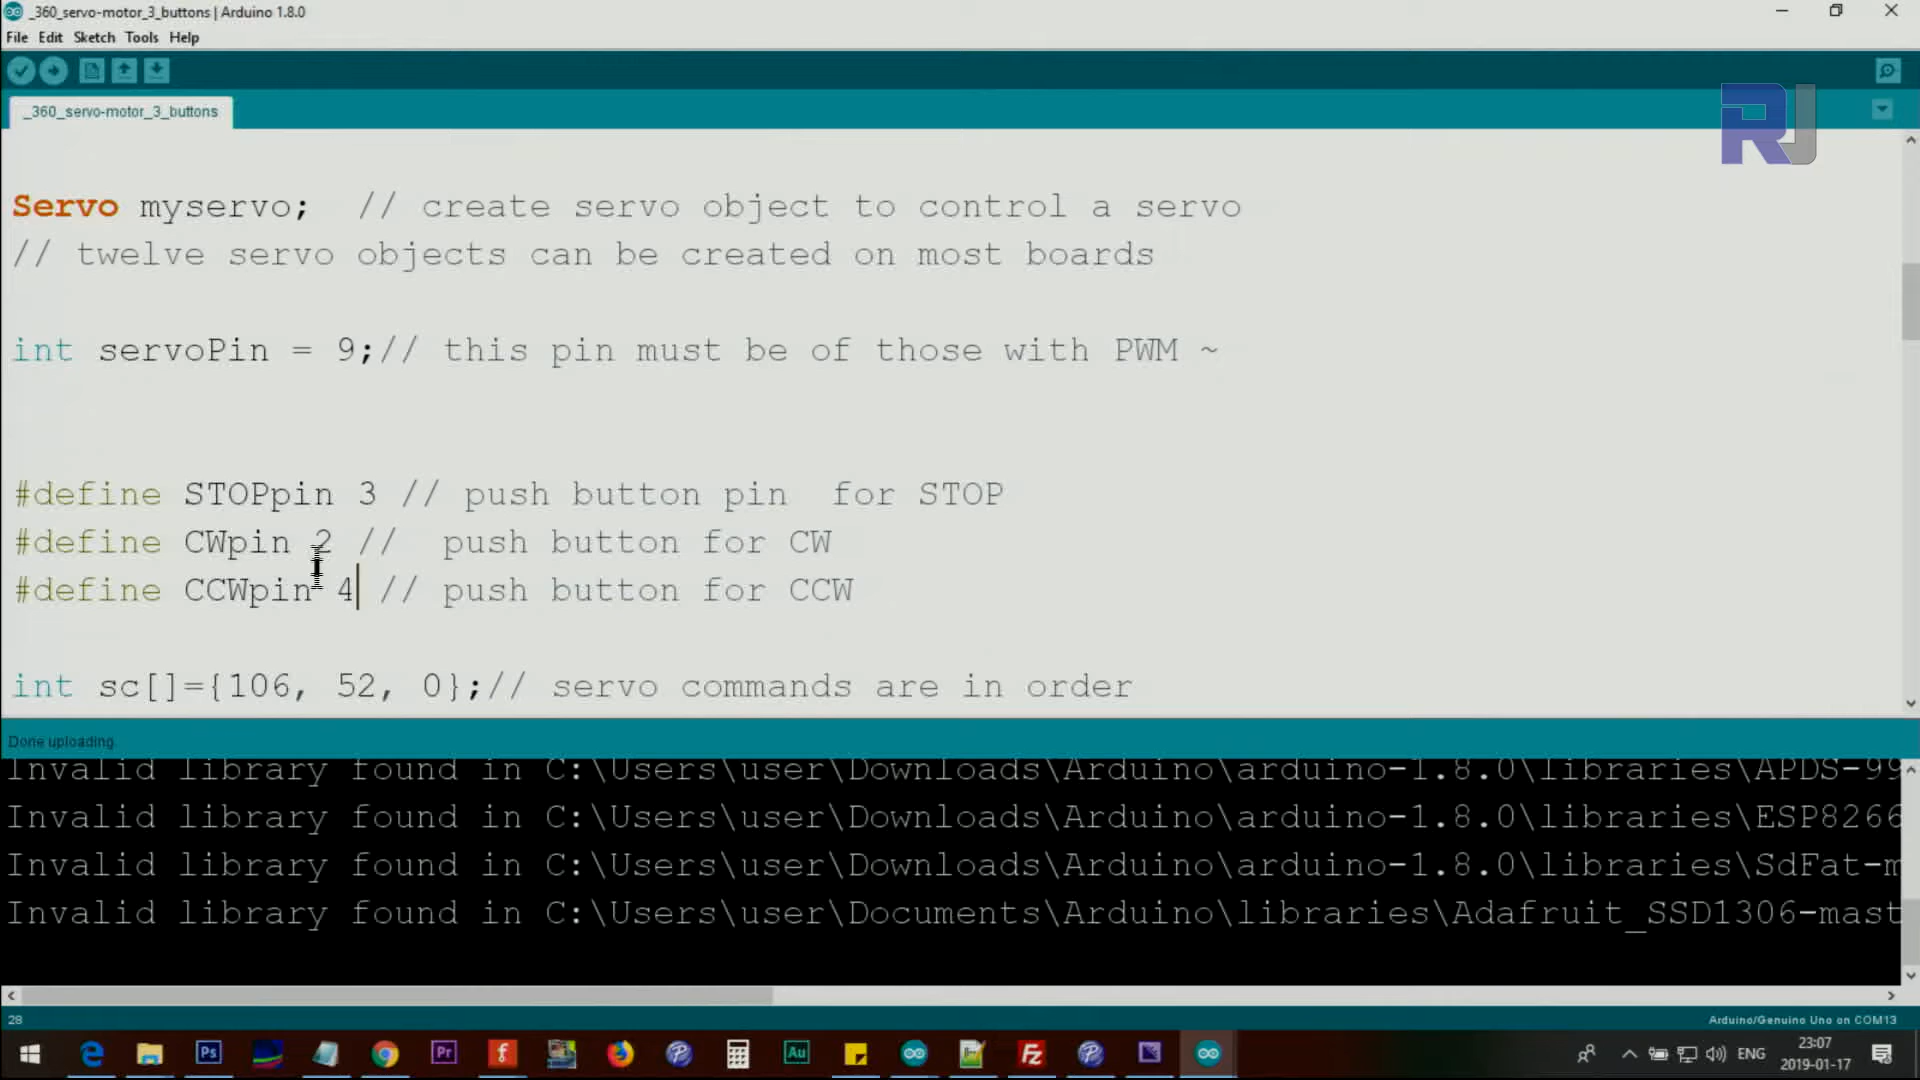 _360_servo-motor_3_buttons | Arduino 1.8.0
File Edit Sketch Tools Help
_360_servo-motor_3_buttons
RJ
Servo myservo;  // create servo object to control a servo
// twelve servo objects can be created on most boards
int servoPin = 9;// this pin must be of those with PWM ~
#define STOPpin 3 // push button pin  for STOP
#define CWpin 2 //  push button for CW
#define CCWpin 4 // push button for CCW
int sc[]={106, 52, 0};// servo commands are in order
Done uploading.
Invalid library found in C:\Users\user\Downloads\Arduino\arduino-1.8.0\libraries\APDS-99
Invalid library found in C:\Users\user\Downloads\Arduino\arduino-1.8.0\libraries\ESP8266
Invalid library found in C:\Users\user\Downloads\Arduino\arduino-1.8.0\libraries\SdFat-m
Invalid library found in C:\Users\user\Documents\Arduino\libraries\Adafruit_SSD1306-mast
28
Arduino/Genuino Uno on COM13
Ps Pr f Au Fz
ENG
23:07
2019-01-17